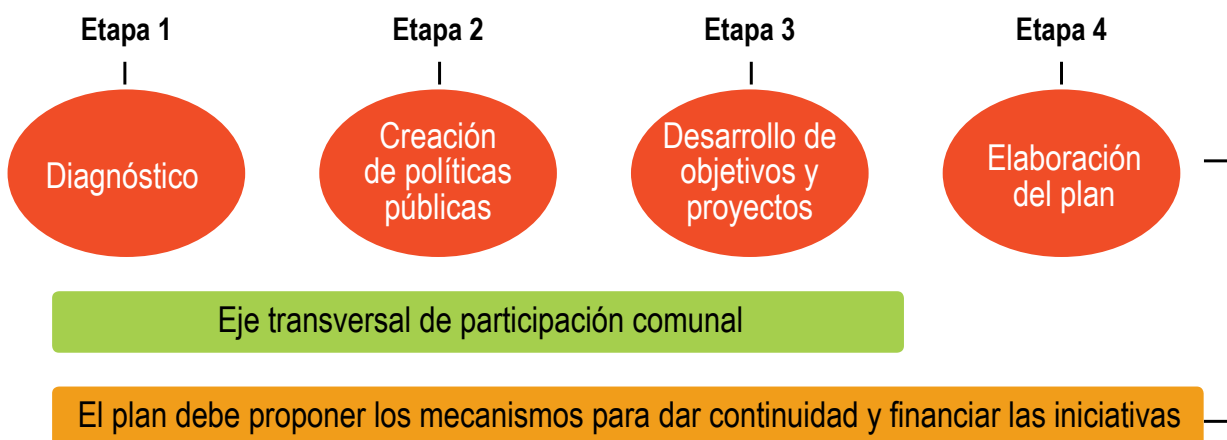 Etapa 1
Etapa 2
Etapa 3
Etapa 4
Diagnóstico
Creación
de políticas
públicas
Desarrollo de
objetivos y
proyectos
Elaboración
del plan
Eje transversal de participación comunal
El plan debe proponer los mecanismos para dar continuidad y financiar las iniciativas